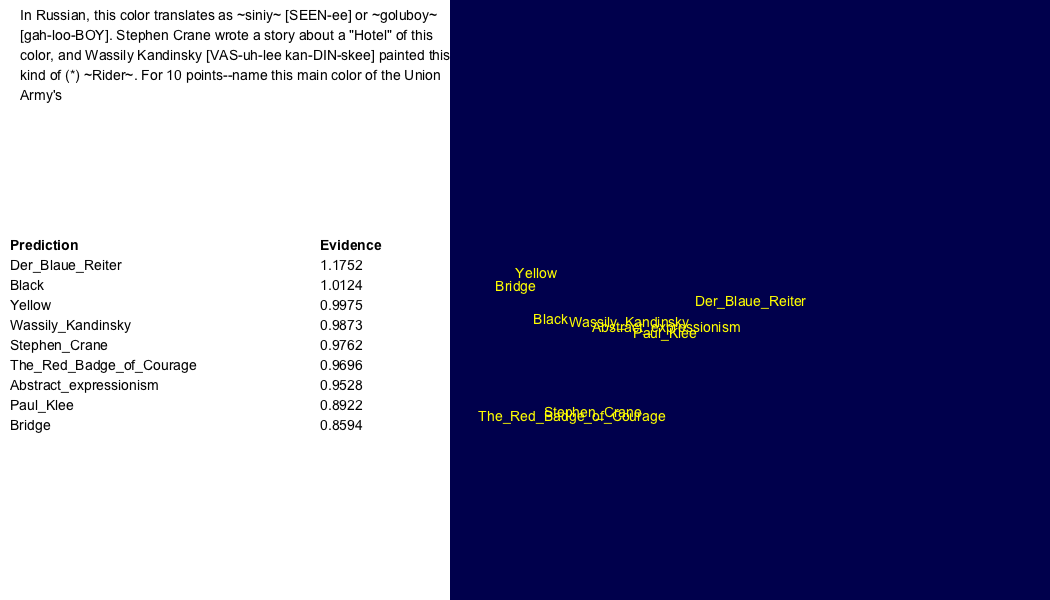 In Russian, this color translates as ~siniy~ [SEEN-ee] or ~goluboy~
[gah-loo-BOY]. Stephen Crane wrote a story about a "Hotel" of this
color, and Wassily Kandinsky [VAS-uh-lee kan-DIN-skee] painted this
kind of (*) ~Rider~. For 10 points--name this main color of the Union
Army's
Prediction Evidence
Der_Blaue_Reiter 1.1752
Black 1.0124
Yellow 0.9975
Wassily_Kandinsky 0.9873
Stephen_Crane 0.9762
The_Red_Badge_of_Courage 0.9696
Abstract_expressionism 0.9528
Paul_Klee 0.8922
Bridge 0.8594
Yellow
Bridge
Der_Blaue_Reiter
Black
Wassily_Kandinsky
Abstract_expressionism
Paul_Klee
Stephen_Crane
The_Red_Badge_of_Courage